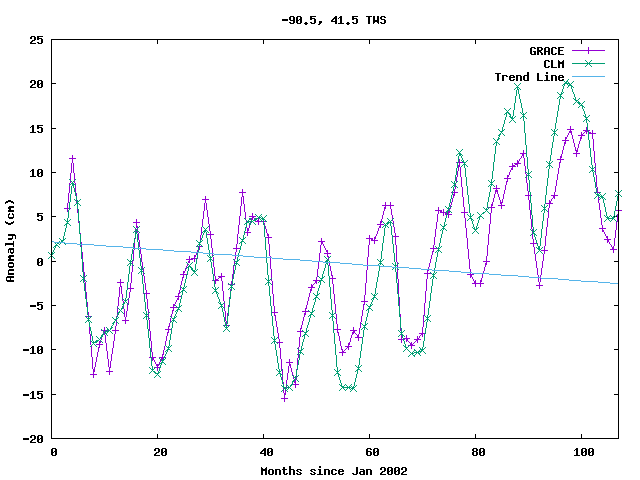 -90.5, 41.5 TWS
25
20
15
10
5
0
-5
-10
-15
-20
Anomaly (cm)
GRACE
CLM
Trend Line
0 20 40 60 80 100
Months since Jan 2002